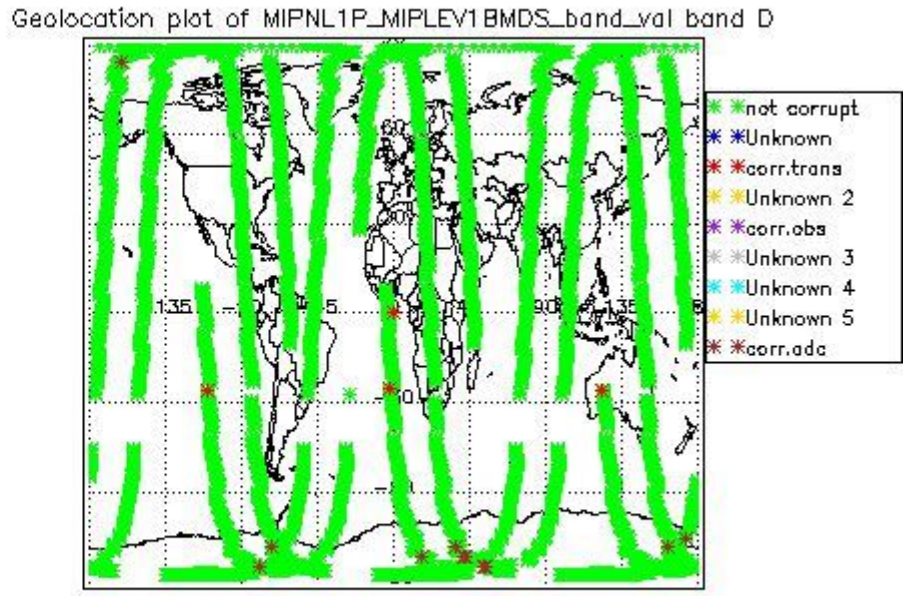 Geolocation plot of MIPNL1P_MIPLEV1BMDS_band_val band D
not corrupt
Unknown
corr.trans
Unknown 2
corr.obs
Unknown 3
Unknown 4
Unknown 5
corr.adc
135
135